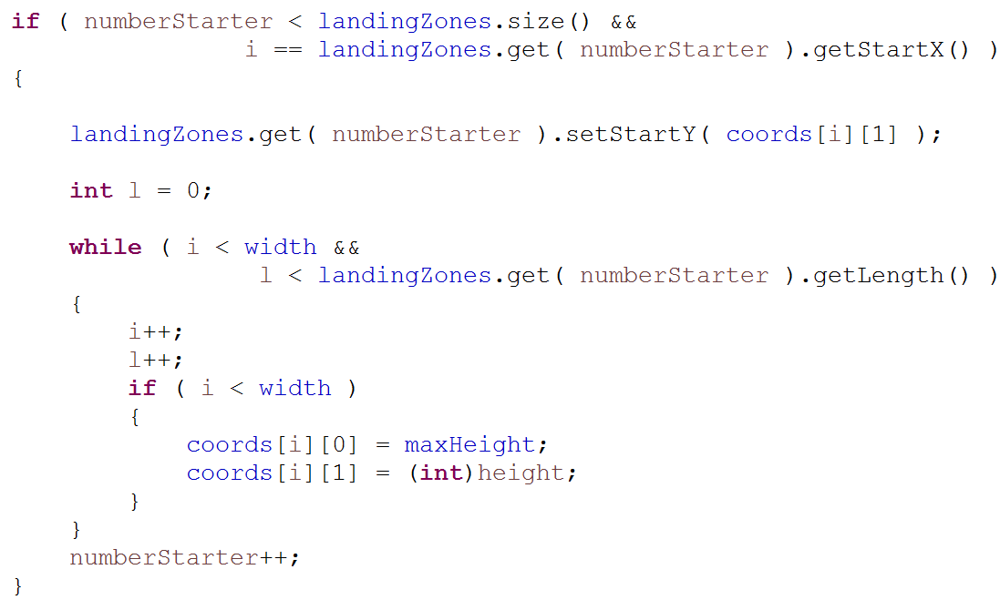 if ( numberStarter < landingZones.size() &&
                i == landingZones.get( numberStarter ).getStartX() )
{

    landingZones.get( numberStarter ).setStartY( coords[i][1] );

    int l = 0;

    while ( i < width &&
                 l < landingZones.get( numberStarter ).getLength() )
    {
        i++;
        l++;
        if ( i < width )
        {
            coords[i][0] = maxHeight;
            coords[i][1] = (int)height;
        }
    }
    numberStarter++;
}